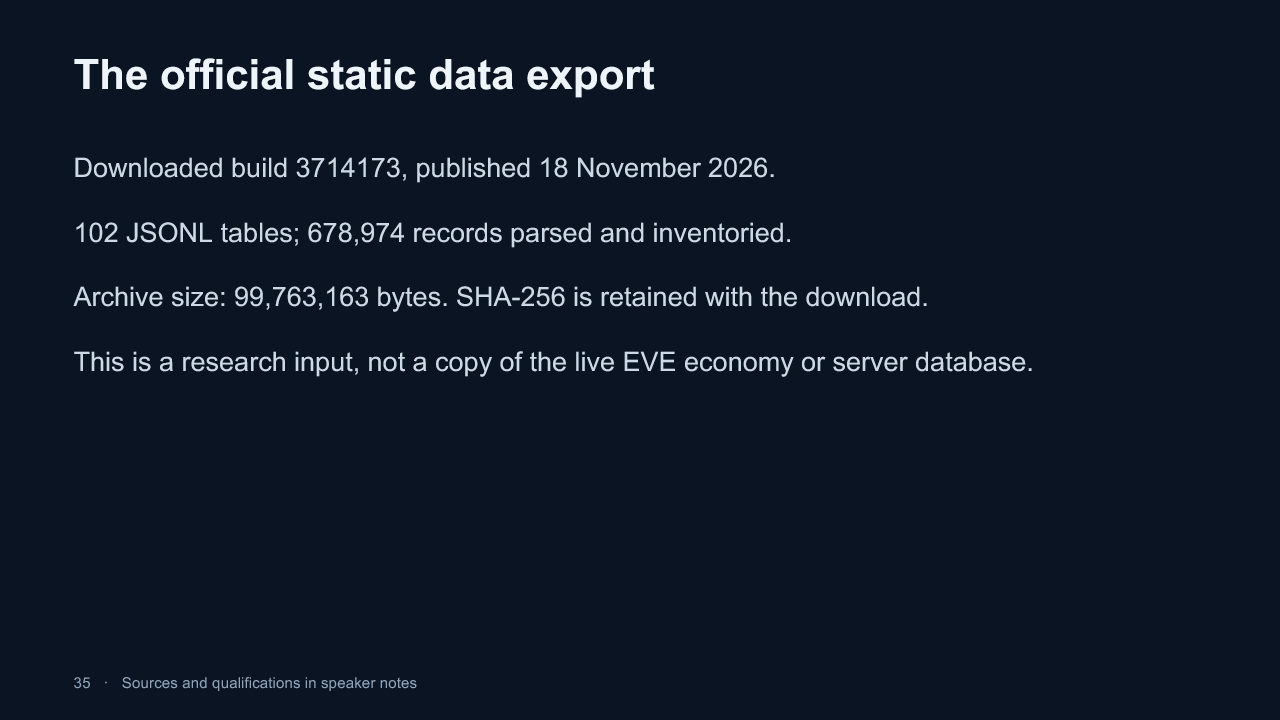 The official static data export
Downloaded build 3714173, published 18 November 2026.
102 JSONL tables; 678,974 records parsed and inventoried.
Archive size: 99,763,163 bytes. SHA-256 is retained with the download.
This is a research input, not a copy of the live EVE economy or server database.
35 · Sources and qualifications in speaker notes